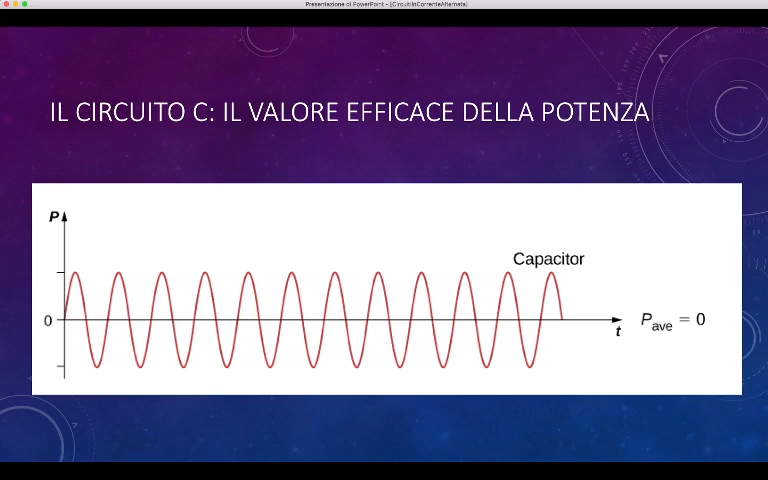 Presentazione di PowerPoint - [CircuitiInCorrenteAlternata]
IL CIRCUITO C: IL VALORE EFFICACE DELLA POTENZA
P
Capacitor
0
t
P_ave = 0